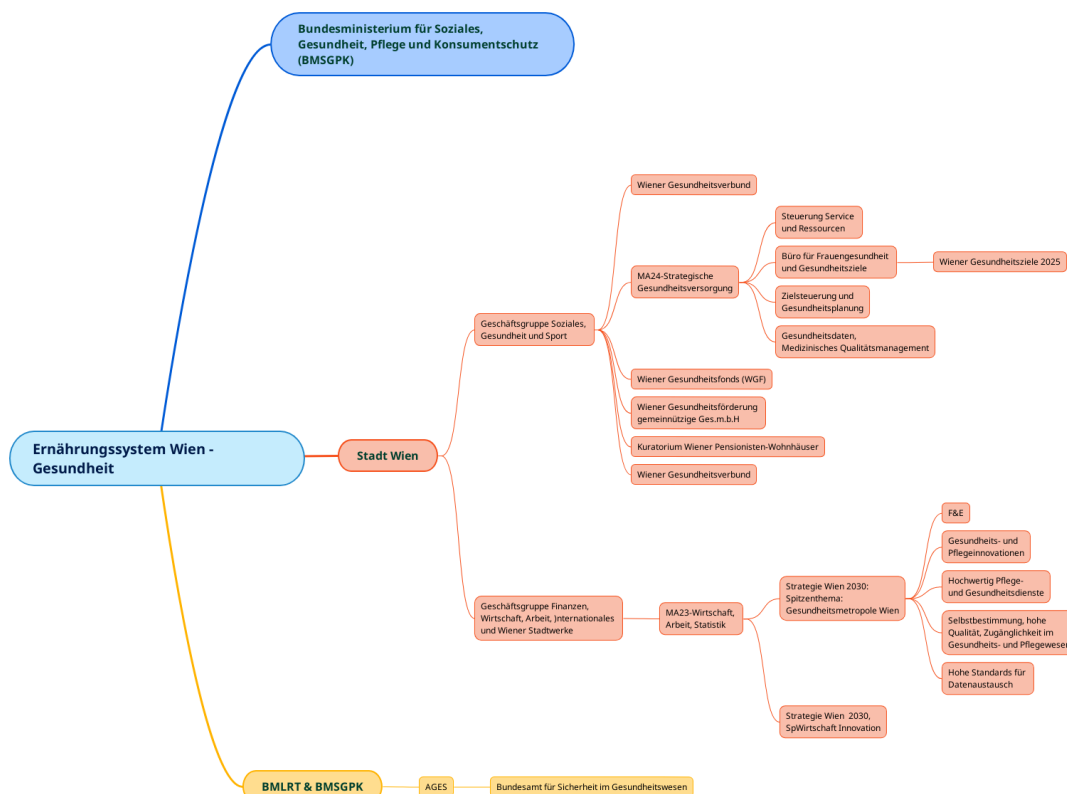 Bundesministerium für Soziales,
Gesundheit, Pflege und Konsumentschutz
(BMSGPK)
Wiener Gesundheitsverbund
Steuerung Service
und Ressourcen
Büro für Frauengesundheit
und Gesundheitsziele
Wiener Gesundheitsziele 2025
MA24-Strategische
Gesundheitsversorgung
Zielsteuerung und
Gesundheitsplanung
Gesundheitsdaten,
Medizinisches Qualitätsmanagement
Geschäftsgruppe Soziales,
Gesundheit und Sport
Wiener Gesundheitsfonds (WGF)
Wiener Gesundheitsförderung
gemeinnützige Ges.m.b.H
Kuratorium Wiener Pensionisten-Wohnhäuser
Wiener Gesundheitsverbund
Ernährungssystem Wien -
Gesundheit
Stadt Wien
F&E
Gesundheits- und
Pflegeinnovationen
Hochwertig Pflege-
und Gesundheitsdienste
Strategie Wien 2030:
Spitzenthema:
Gesundheitsmetropole Wien
Geschäftsgruppe Finanzen,
Wirtschaft, Arbeit, )nternationales
und Wiener Stadtwerke
MA23-Wirtschaft,
Arbeit, Statistik
Selbstbestimmung, hohe
Qualität, Zugänglichkeit im
Gesundheits- und Pflegewesen
Hohe Standards für
Datenaustausch
Strategie Wien  2030,
SpWirtschaft Innovation
BMLRT & BMSGPK
AGES
Bundesamt für Sicherheit im Gesundheitswesen